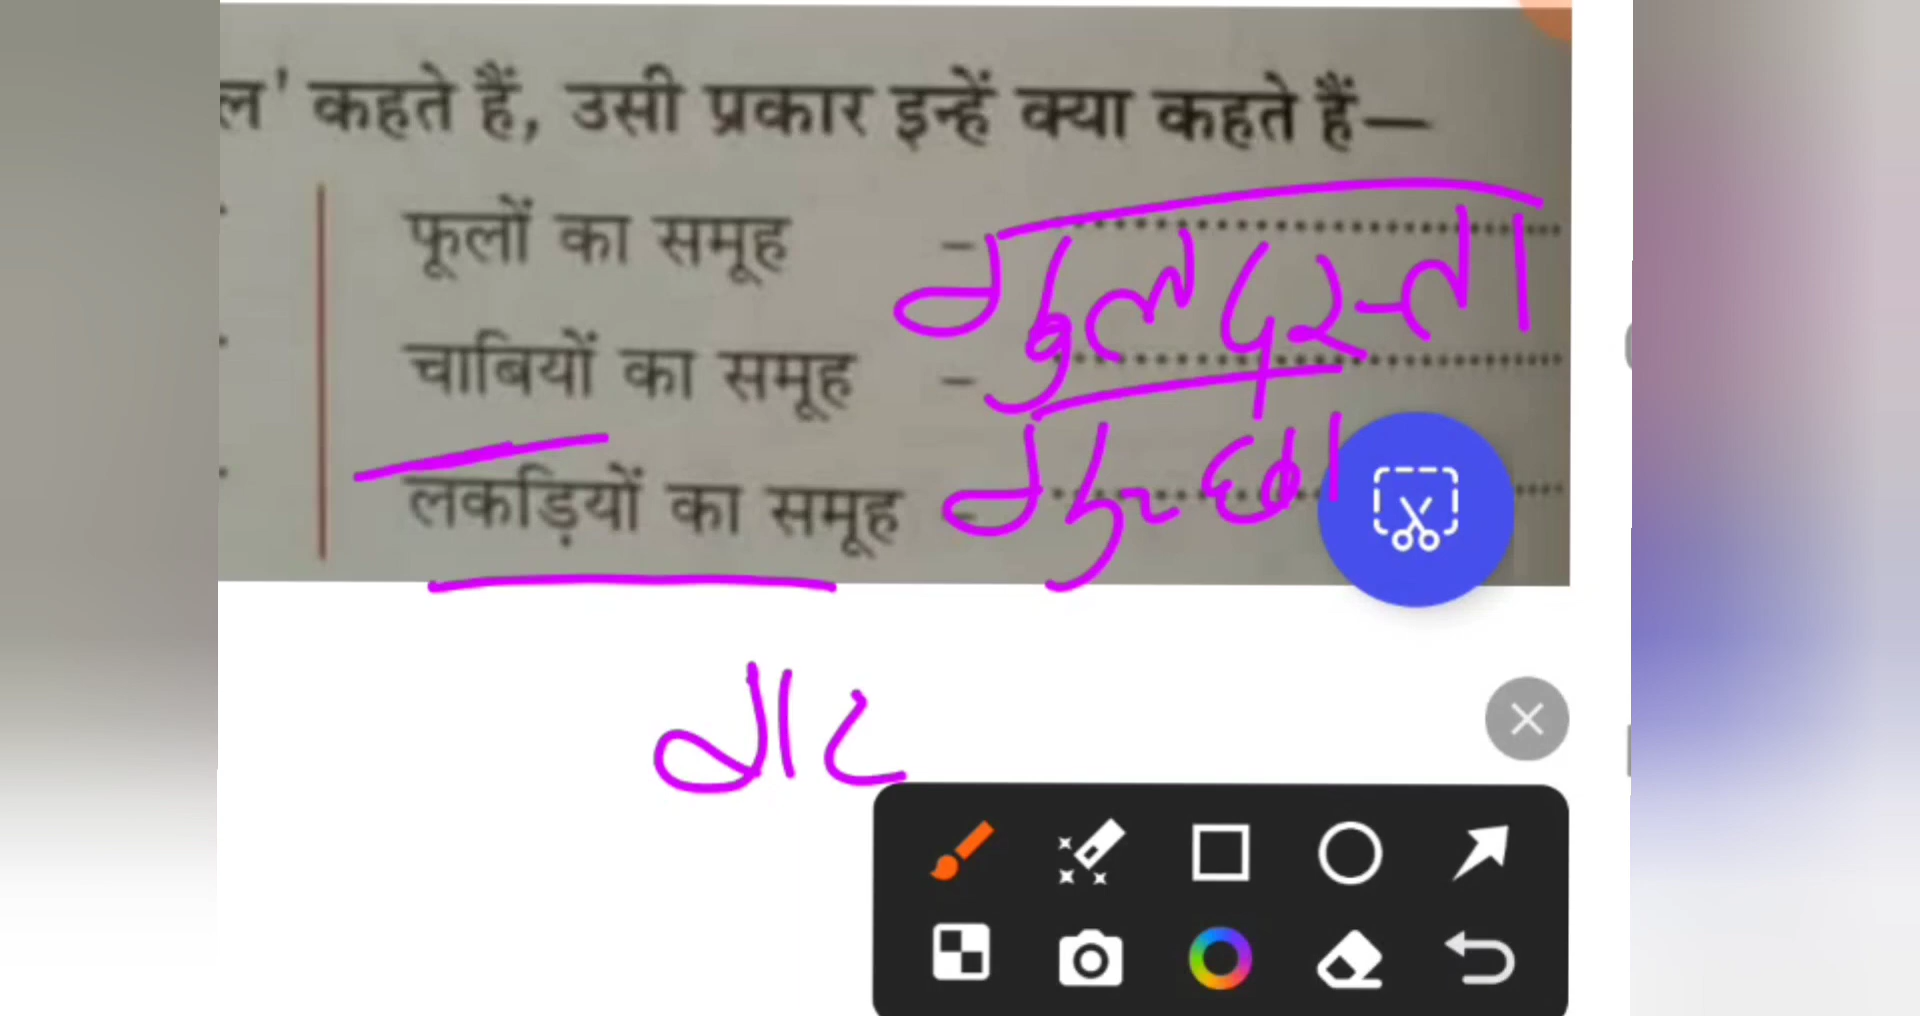 ल' कहते हैं, उसी प्रकार इन्हें क्या कहते हैं—
फूलों का समूह – गुलदस्ता
चाबियों का समूह – गुच्छा
लकड़ियों का समूह –